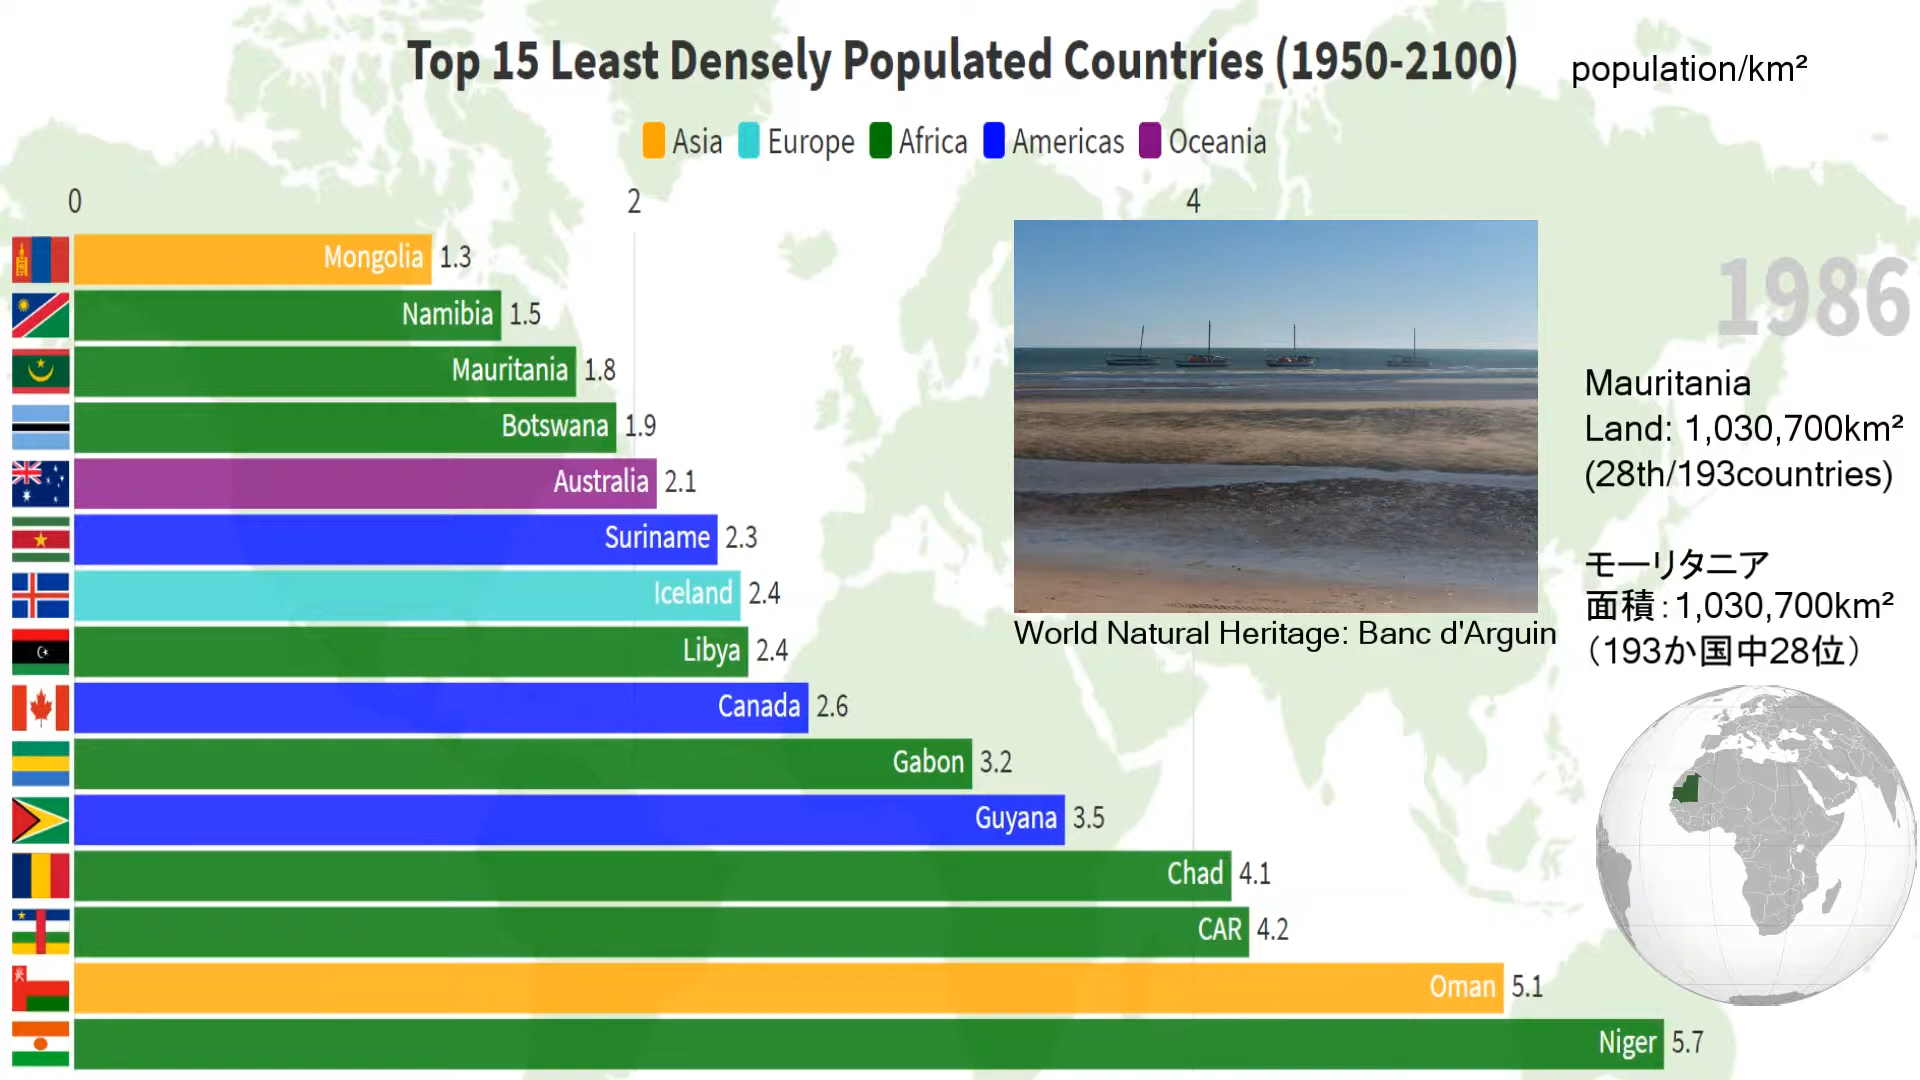 Top 15 Least Densely Populated Countries (1950-2100)
population/km²
Asia Europe Africa Americas Oceania
0 2 4
Mongolia 1.3
Namibia 1.5
Mauritania 1.8
Botswana 1.9
Australia 2.1
Suriname 2.3
Iceland 2.4
Libya 2.4
Canada 2.6
Gabon 3.2
Guyana 3.5
Chad 4.1
CAR 4.2
Oman 5.1
Niger 5.7
World Natural Heritage: Banc d'Arguin
1986
Mauritania
Land: 1,030,700km²
(28th/193countries)
モーリタニア
面積：1,030,700km²
（193か国中28位）